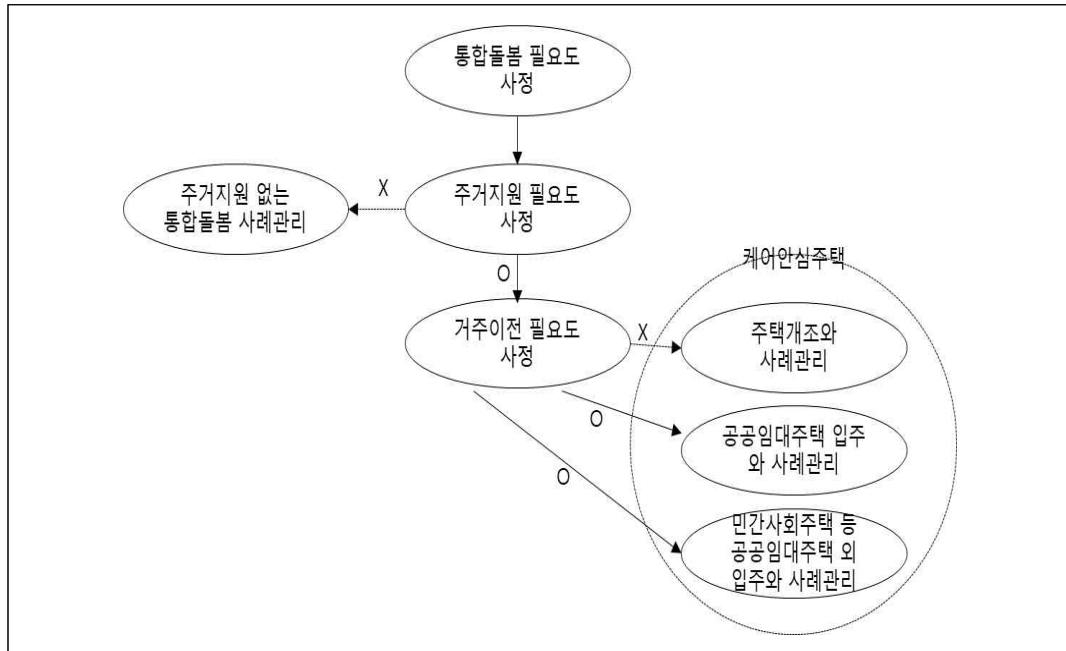 통합돌봄 필요도
사정
주거지원 없는
통합돌봄 사례관리
X
주거지원 필요도
사정
O
케어안심주택
거주이전 필요도
사정
X
주택개조와
사례관리
O
공공임대주택 입주
와 사례관리
O
민간사회주택 등
공공임대주택 외
입주와 사례관리